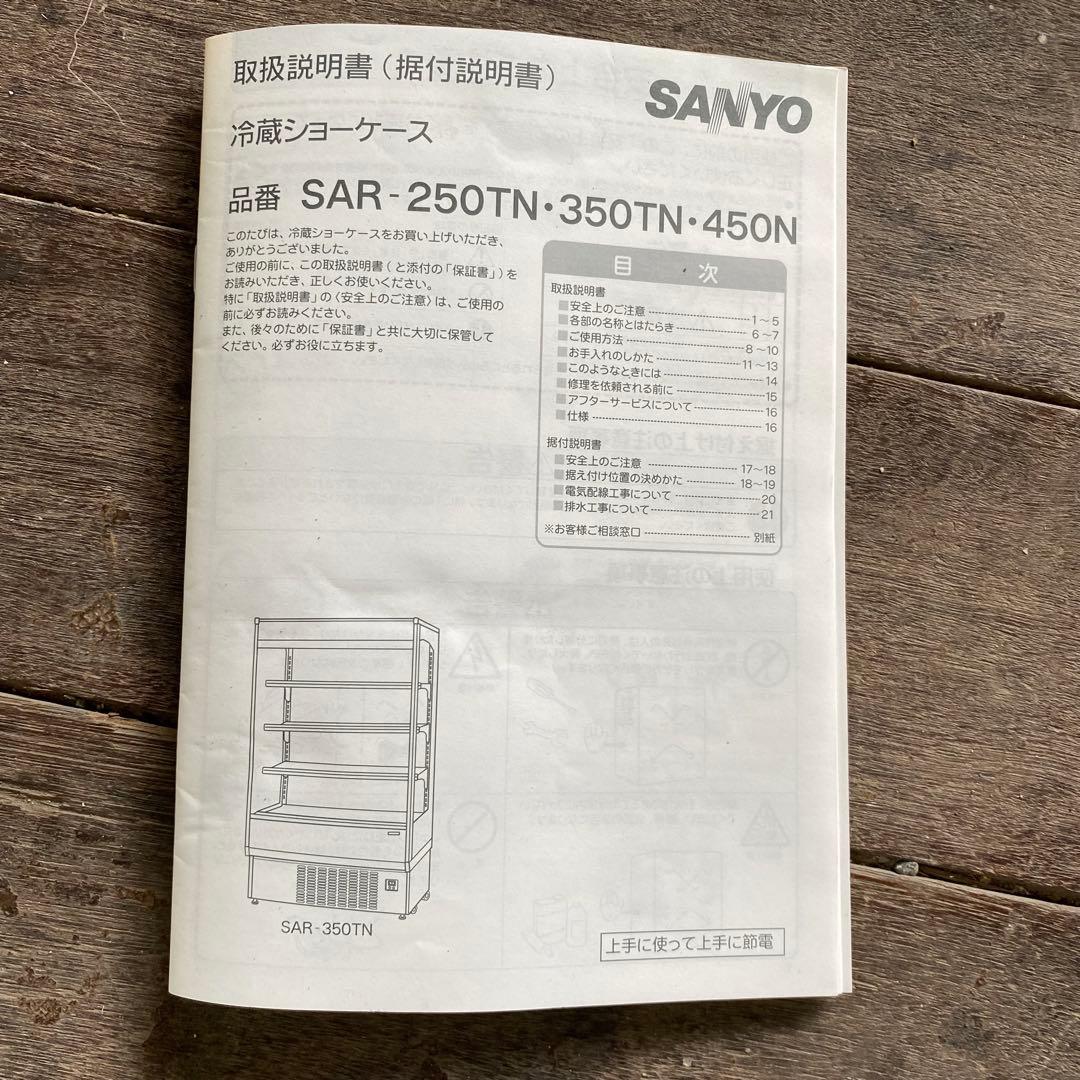 取扱説明書(据付説明書)
SANYO
冷蔵ショーケース
品番 SAR-250TN・350TN・450N
このたびは、冷蔵ショーケースをお買い上げいただき、
ありがとうございました。
ご使用の前に、この取扱説明書(と添付の「保証書」)を
お読みいただき、正しくお使いください。
特に「取扱説明書」の〈安全上のご注意〉は、ご使用の
前に必ずお読みください。
また、後々のために「保証書」と共に大切に保管して
ください。必ずお役に立ちます。
目 次
取扱説明書
■安全上のご注意 1～5
■各部の名称とはたらき 6～7
■ご使用方法 8～10
■お手入れのしかた 11～13
■このようなときには 14
■修理を依頼される前に 15
■アフターサービスについて 16
■仕様 16
据付説明書
■安全上のご注意 17～18
■据え付け位置の決めかた 18～19
■電気配線工事について 20
■排水工事について 21
※お客様ご相談窓口 別紙
SAR-350TN
上手に使って上手に節電